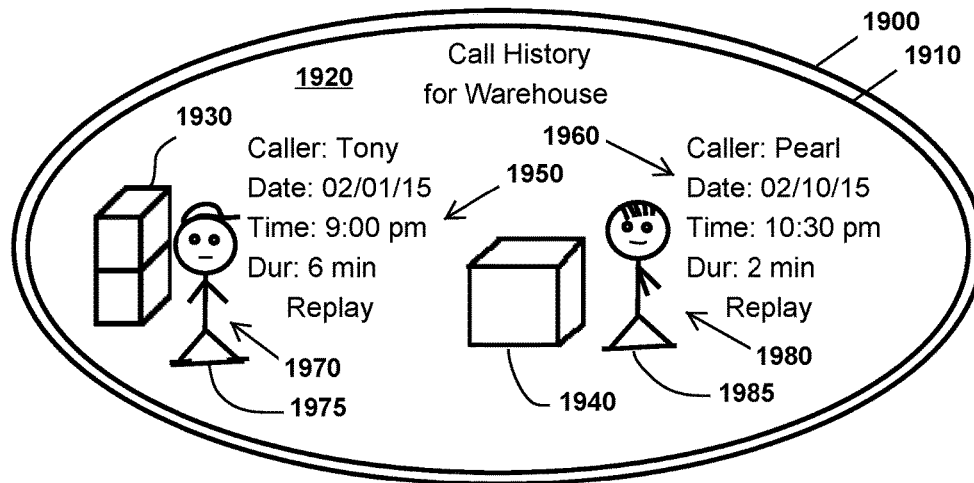 1900
Call History
1910
1920
for Warehouse
1930
1960
Caller: Tony
Caller: Pearl
1950
Date: 02/01/15
Date: 02/10/15
Time: 9:00 pm
Time: 10:30 pm
Dur: 6 min
Dur: 2 min
Replay
Replay
1970
1980
1975
1940
1985